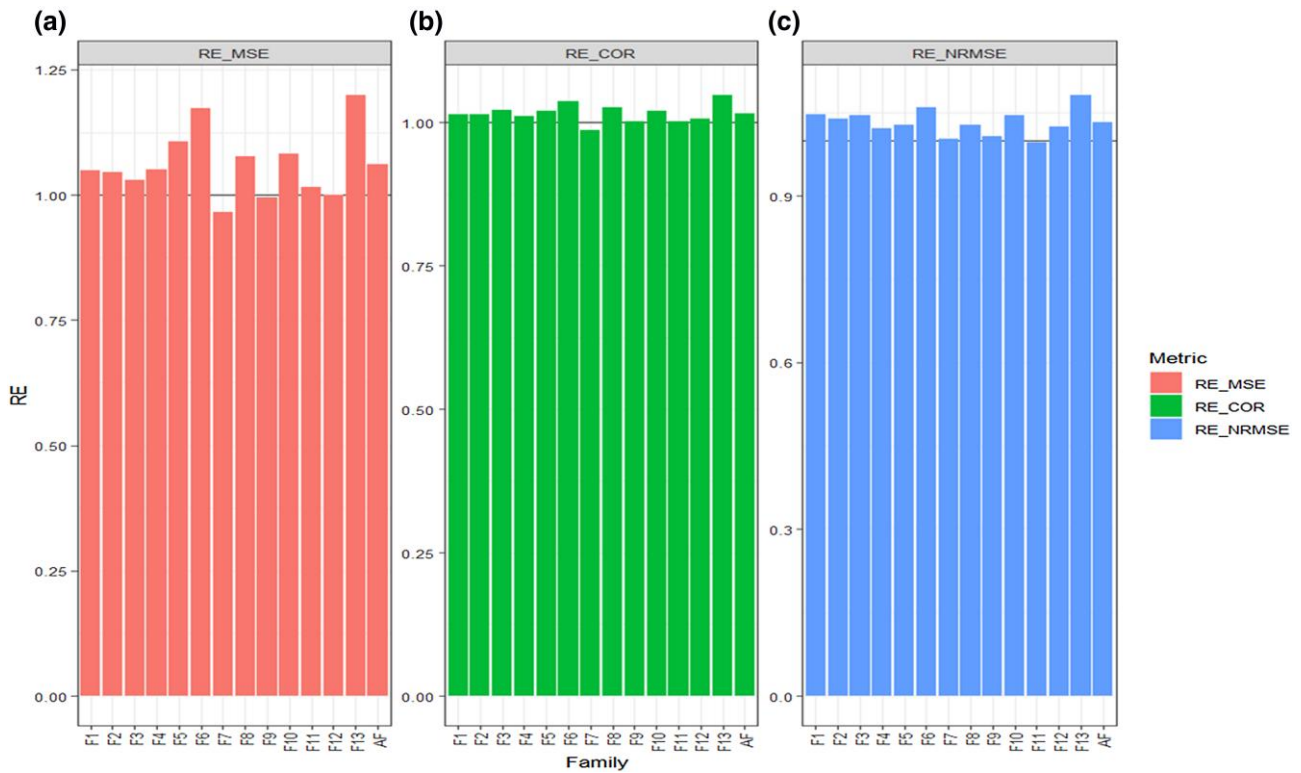 (a)
(b)
(c)
RE_MSE
RE_COR
RE_NRMSE
RE
1.25
1.00
0.75
0.50
0.25
0.00
1.00
0.75
0.50
0.25
0.00
0.9
0.6
0.3
0.0
F1 F2 F3 F4 F5 F6 F7 F8 F9 F10 F11 F12 F13 AF
F1 F2 F3 F4 F5 F6 F7 F8 F9 F10 F11 F12 F13 AF
F1 F2 F3 F4 F5 F6 F7 F8 F9 F10 F11 F12 F13 AF
Family
Metric
RE_MSE
RE_COR
RE_NRMSE